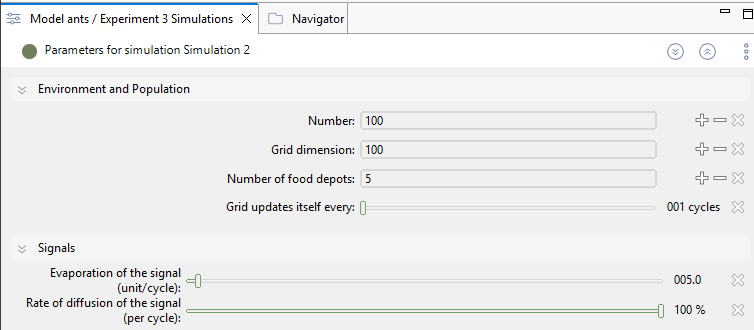 Model ants / Experiment 3 Simulations
Navigator
Parameters for simulation Simulation 2
Environment and Population
Number: 100
Grid dimension: 100
Number of food depots: 5
Grid updates itself every: 001 cycles
Signals
Evaporation of the signal
(unit/cycle): 005.0
Rate of diffusion of the signal
(per cycle): 100 %